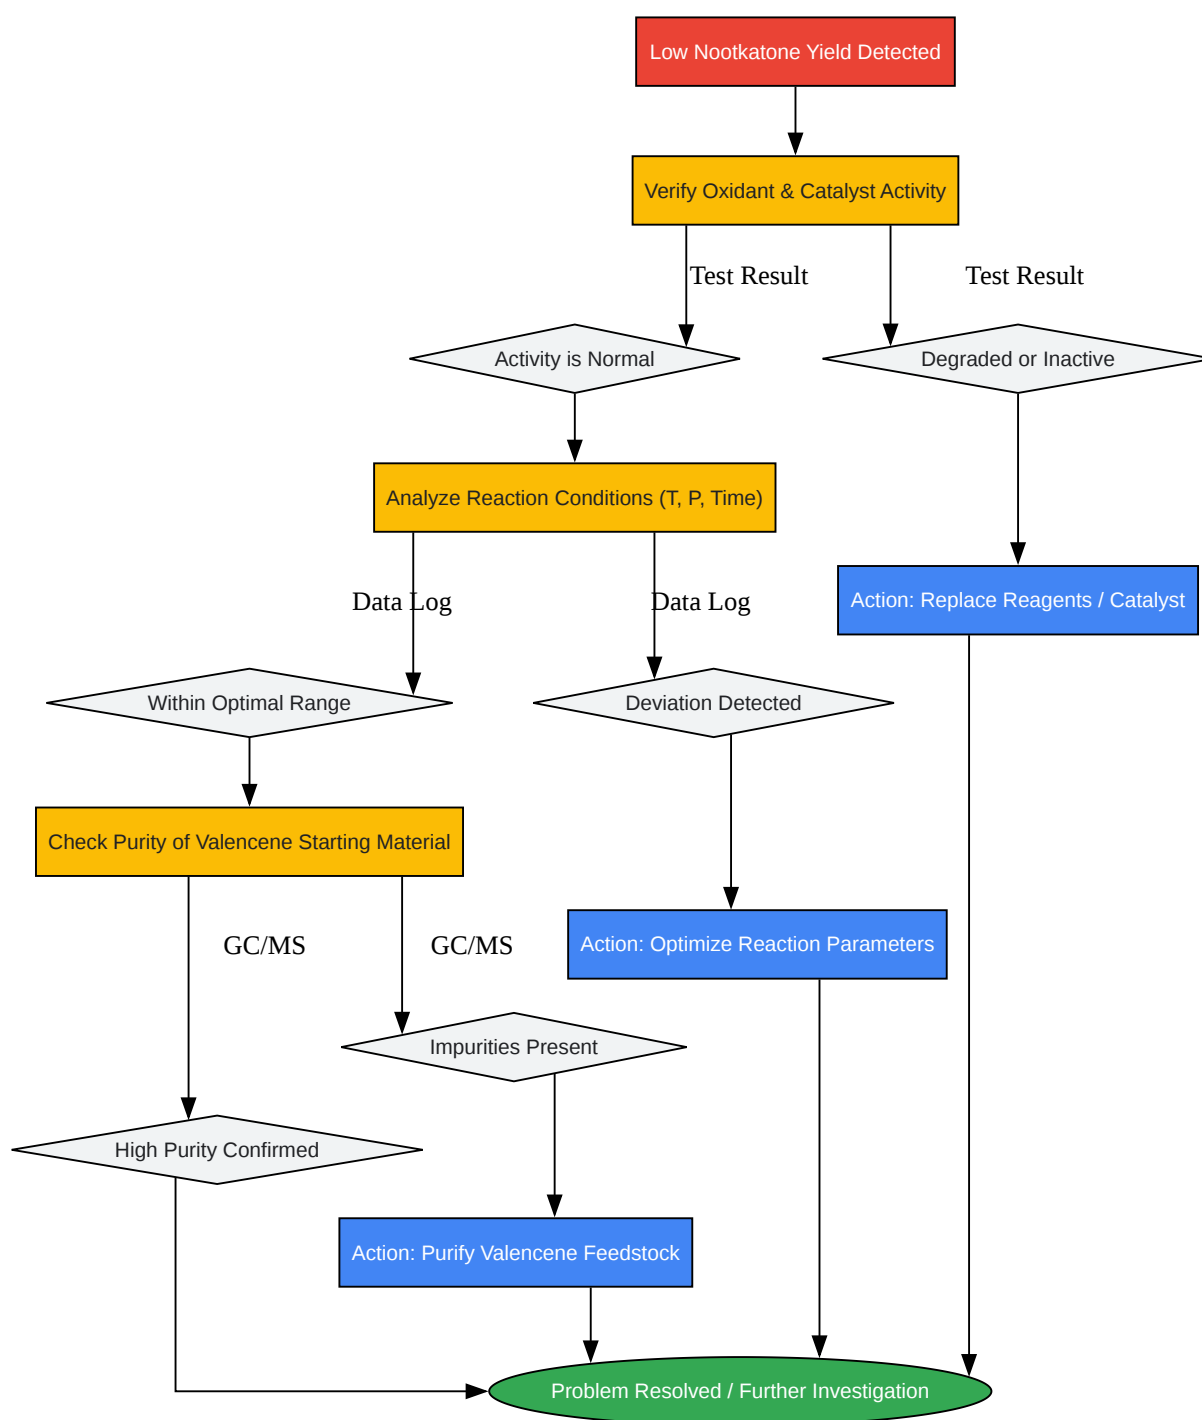 Low Nootkatone Yield Detected
Verify Oxidant & Catalyst Activity
Test Result
Test Result
Activity is Normal
Degraded or Inactive
Analyze Reaction Conditions (T, P, Time)
Data Log
Data Log
Action: Replace Reagents / Catalyst
Within Optimal Range
Deviation Detected
Check Purity of Valencene Starting Material
GC/MS
GC/MS
Action: Optimize Reaction Parameters
Impurities Present
High Purity Confirmed
Action: Purify Valencene Feedstock
Problem Resolved / Further Investigation